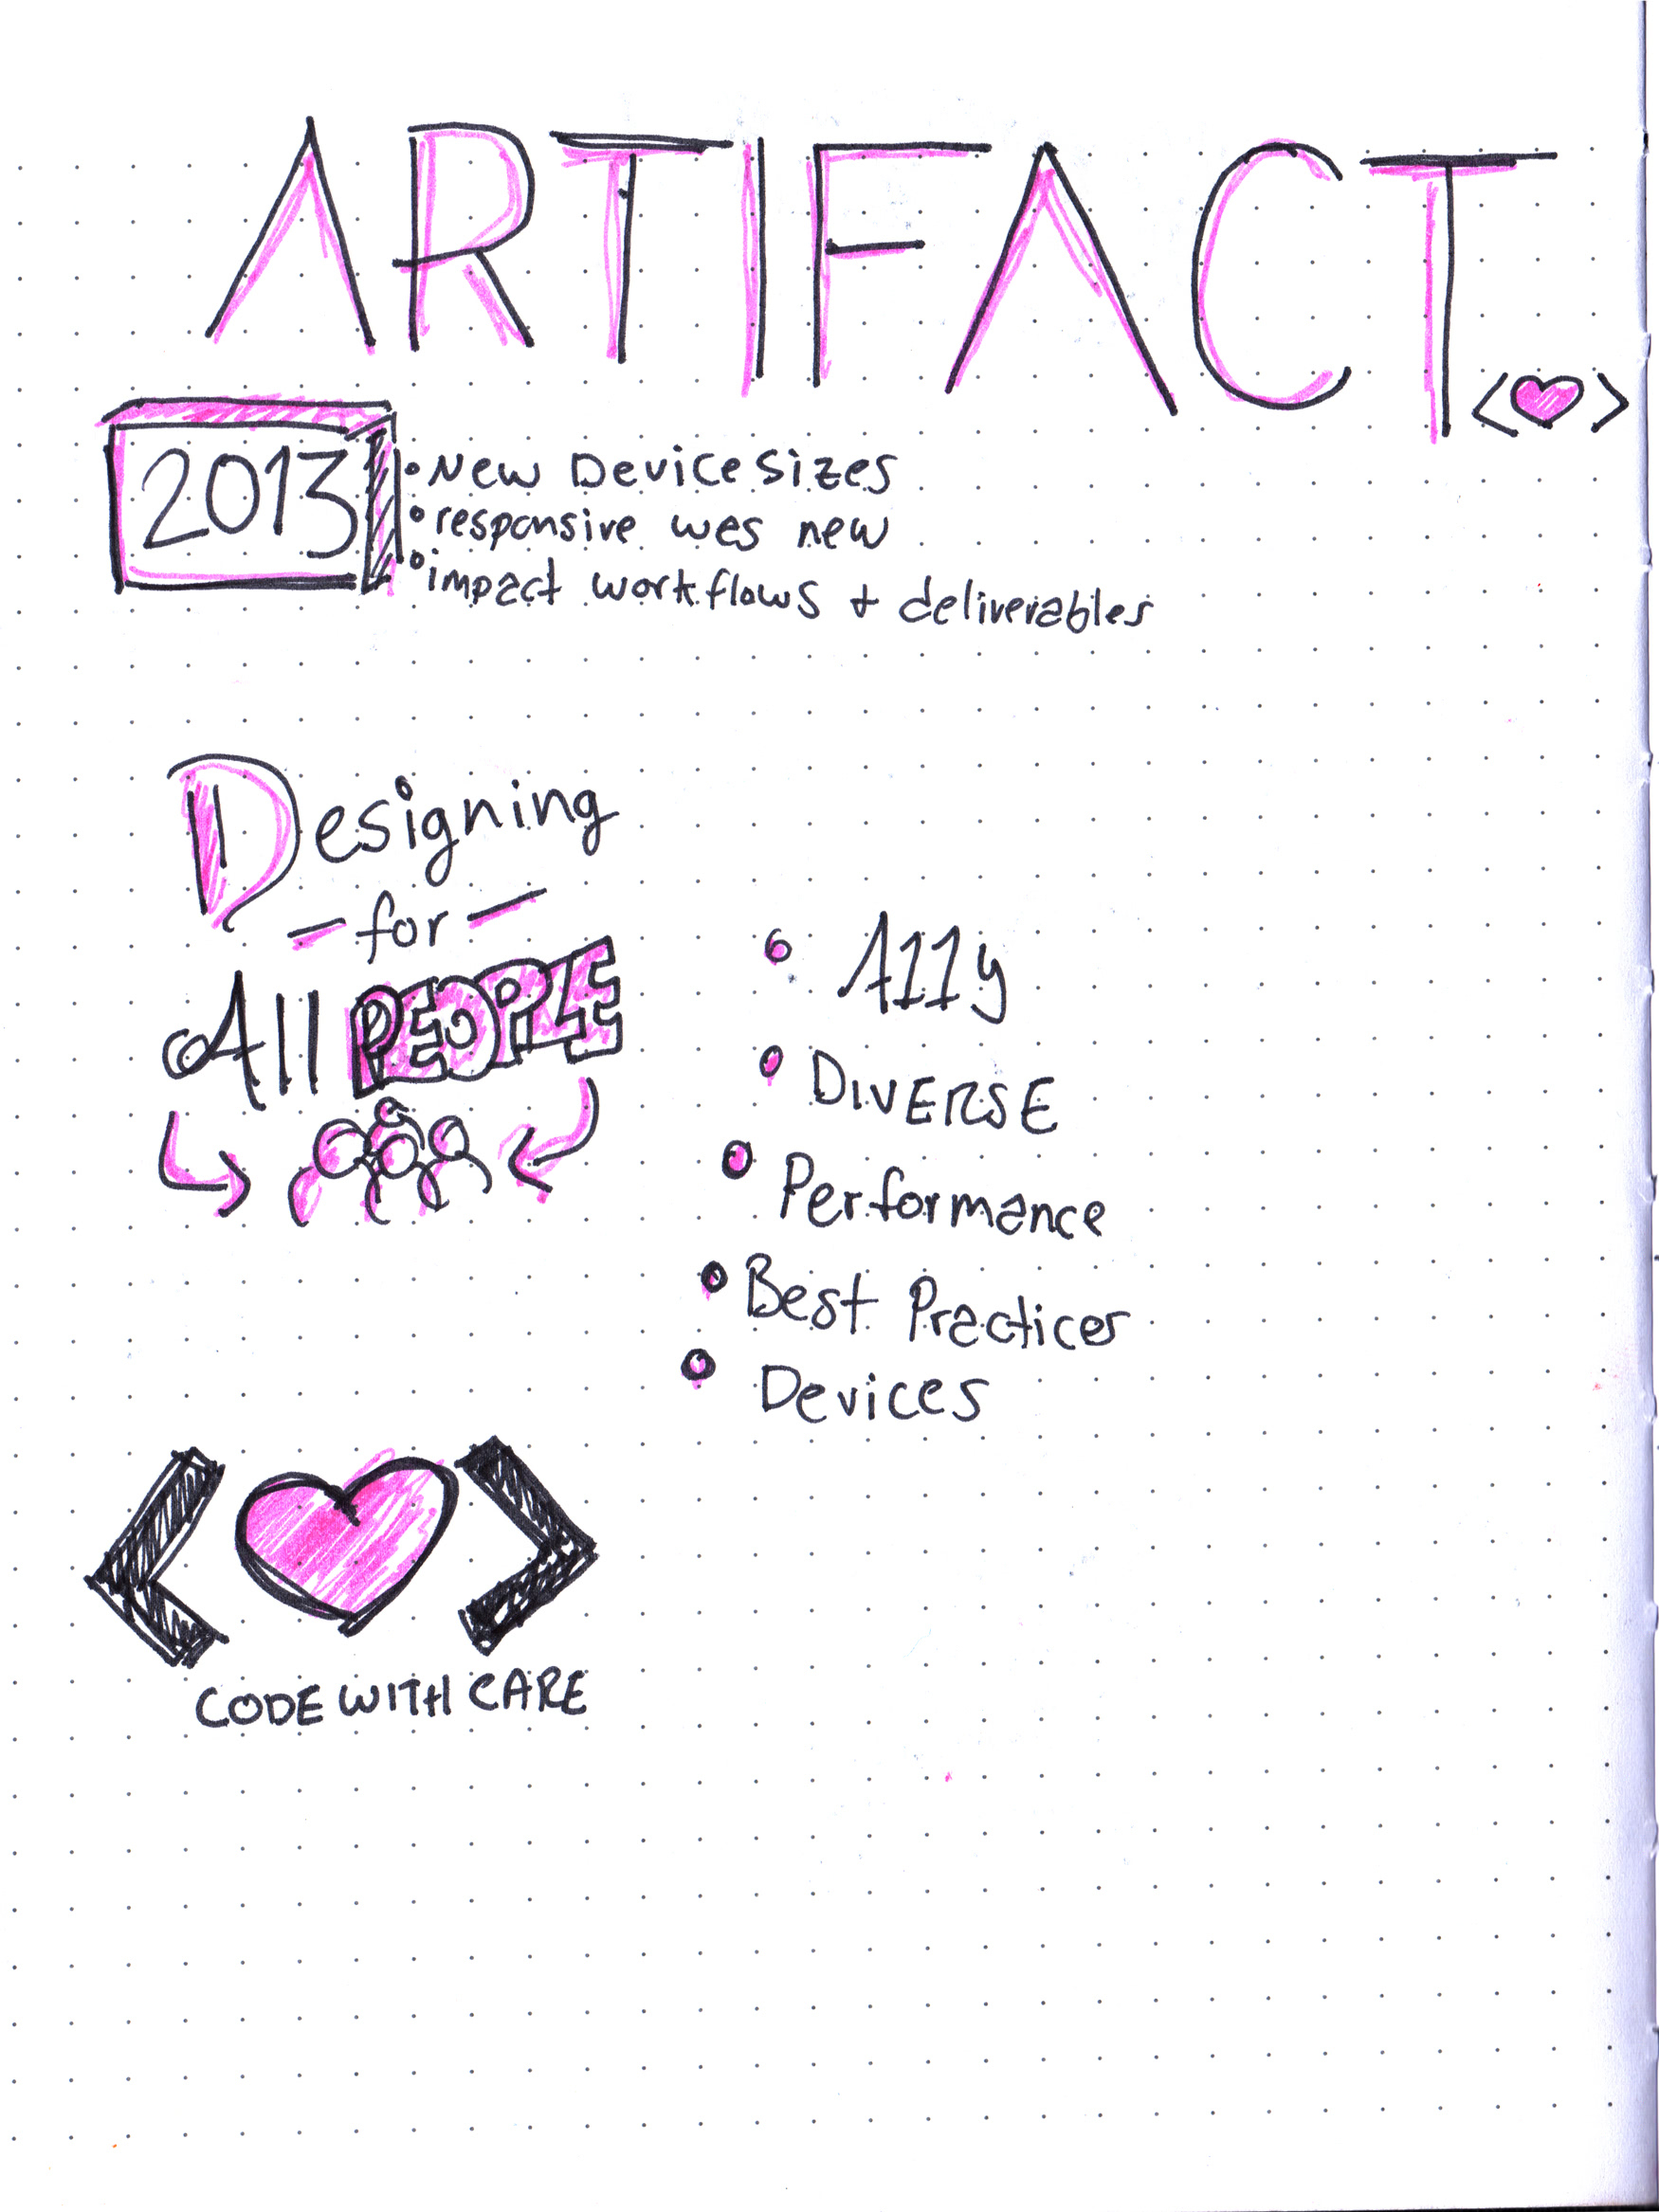 ARTIFACT
< >
2013
• New Device Sizes
• responsive wes new
• impact workflows + deliverables
Designing
- for -
All PEOPLE
• A11y
• DIVERSE
• Performance
• Best Practices
• Devices
< >
CODE WITH CARE